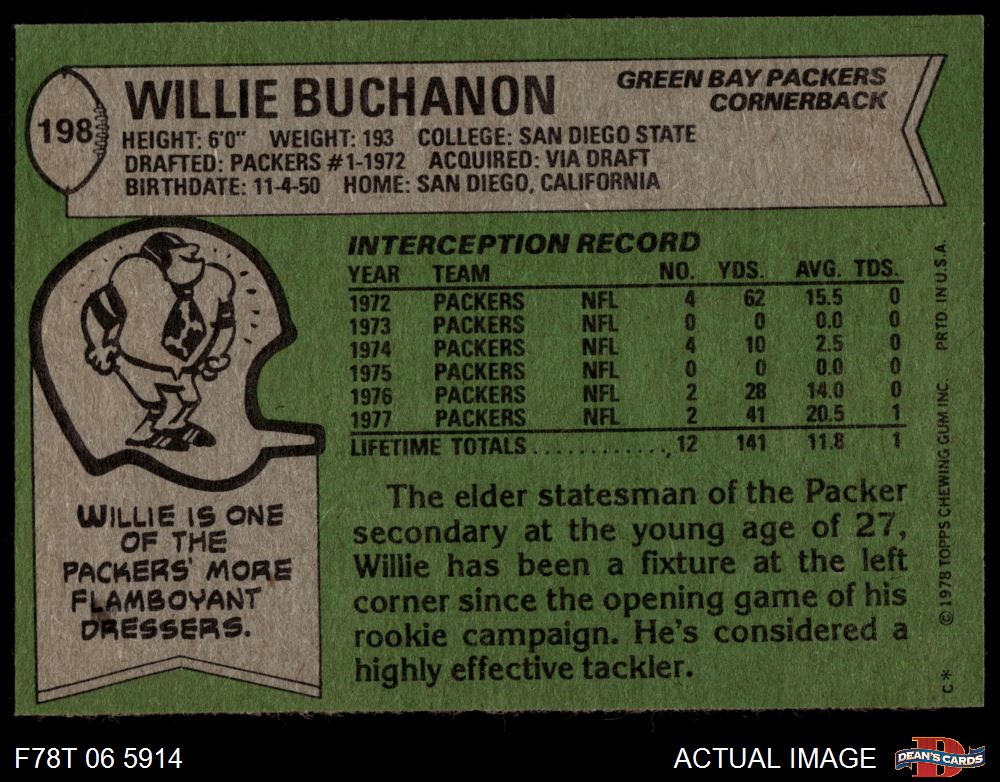 198
WILLIE BUCHANON
GREEN BAY PACKERS
CORNERBACK
HEIGHT: 6'0" WEIGHT: 193 COLLEGE: SAN DIEGO STATE
DRAFTED: PACKERS #1-1972 ACQUIRED: VIA DRAFT
BIRTHDATE: 11-4-50 HOME: SAN DIEGO, CALIFORNIA
INTERCEPTION RECORD
YEAR TEAM NO. YDS. AVG. TDS.
1972 PACKERS NFL 4 62 15.5 0
1973 PACKERS NFL 0 0 0.0 0
1974 PACKERS NFL 4 10 2.5 0
1975 PACKERS NFL 0 0 0.0 0
1976 PACKERS NFL 2 28 14.0 0
1977 PACKERS NFL 2 41 20.5 1
LIFETIME TOTALS............, 12 141 11.8 1
WILLIE IS ONE
OF THE
PACKERS' MORE
FLAMBOYANT
DRESSERS.
The elder statesman of the Packer
secondary at the young age of 27,
Willie has been a fixture at the left
corner since the opening game of his
rookie campaign. He's considered a
highly effective tackler.
C* © 1978 TOPPS CHEWING GUM INC. PRTD. IN U.S.A.
F78T 06 5914
ACTUAL IMAGE
DEAN'S CARDS